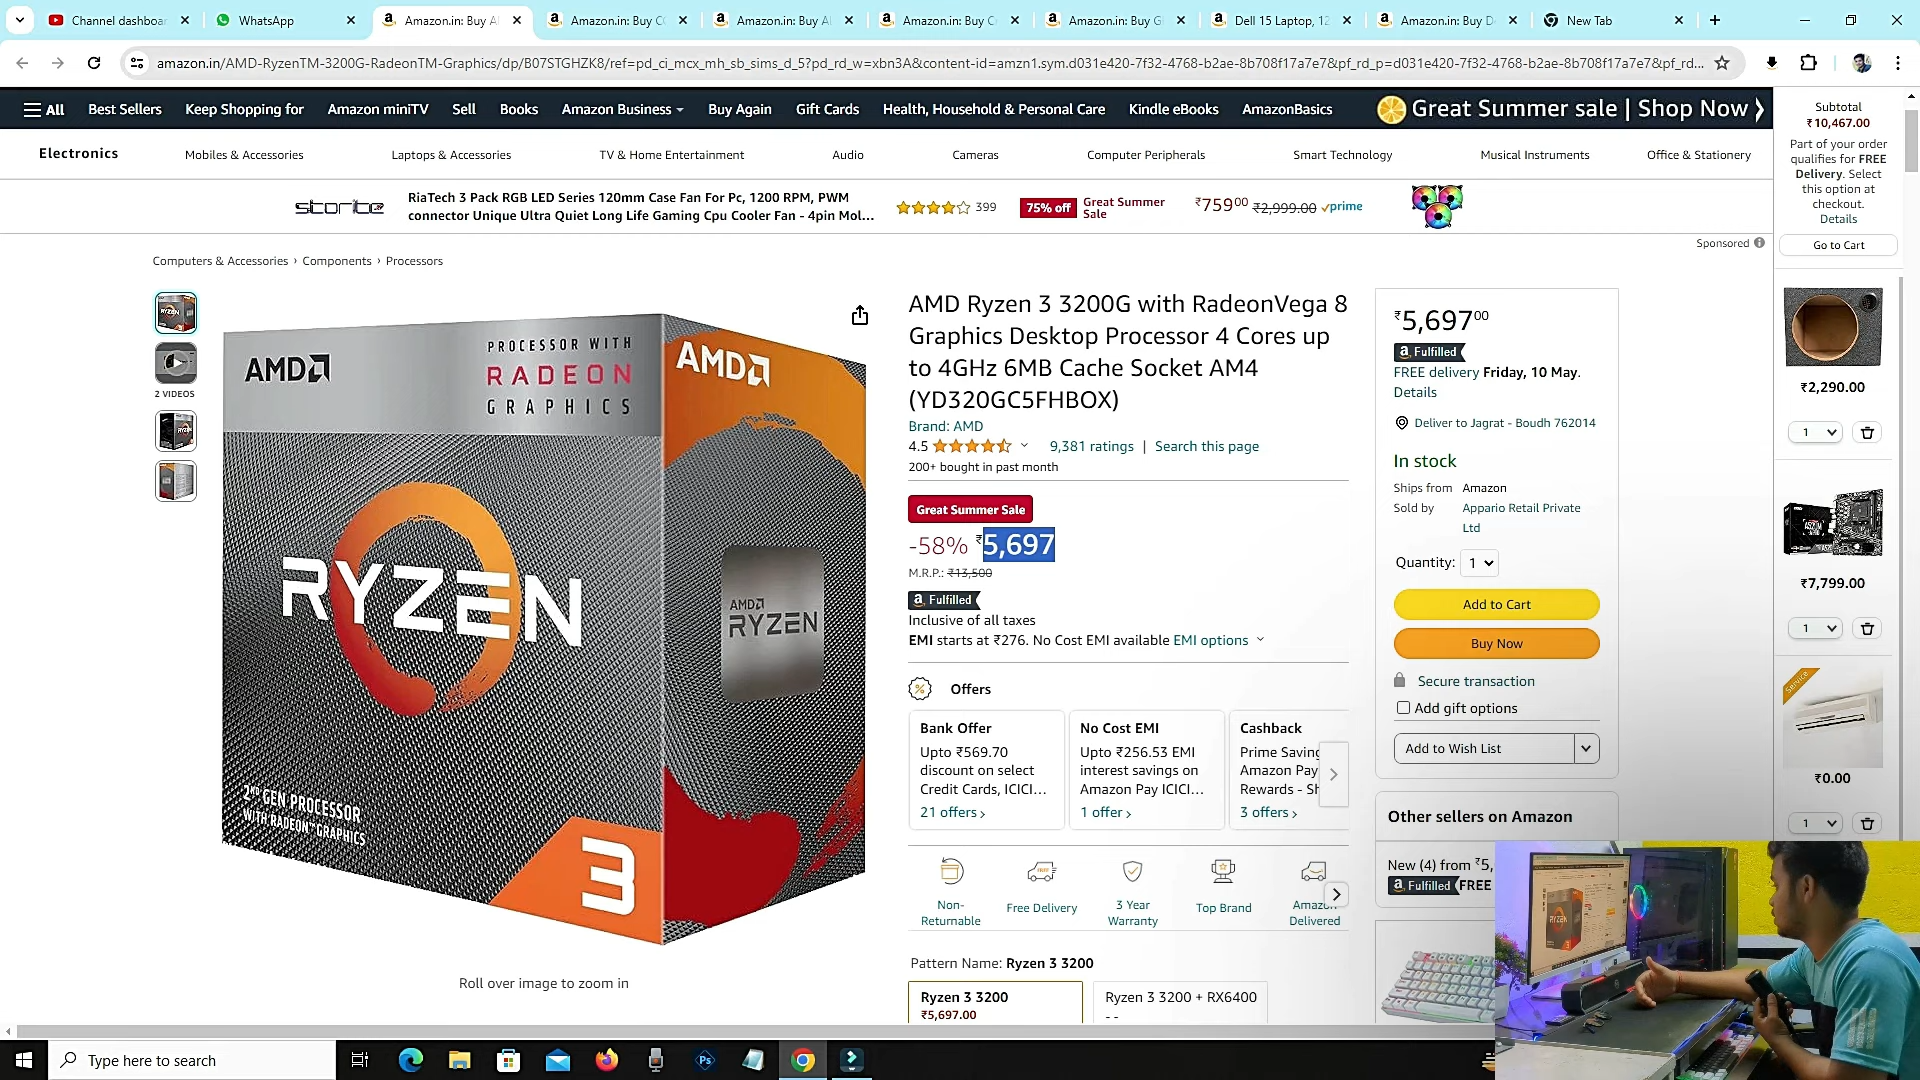 Channel dashboar
WhatsApp
Amazon.in: Buy A
Amazon.in: Buy C
Amazon.in: Buy A
Amazon.in: Buy C
Amazon.in: Buy G
Dell 15 Laptop, 12
Amazon.in: Buy D
New Tab
amazon.in/AMD-RyzenTM-3200G-RadeonTM-Graphics/dp/B07STGHZK8/ref=pd_ci_mcx_mh_sb_sims_d_5?pd_rd_w=xbn3A&content-id=amzn1.sym.d031e420-7f32-4768-b2ae-8b708f17a7e7&pf_rd_p=d031e420-7f32-4768-b2ae-8b708f17a7e7&pf_rd...
All Best Sellers Keep Shopping for Amazon miniTV Sell Books Amazon Business Buy Again Gift Cards Health, Household & Personal Care Kindle eBooks AmazonBasics Great Summer sale | Shop Now
Electronics Mobiles & Accessories Laptops & Accessories TV & Home Entertainment Audio Cameras Computer Peripherals Smart Technology Musical Instruments Office & Stationery
storite
RiaTech 3 Pack RGB LED Series 120mm Case Fan For Pc, 1200 RPM, PWM
connector Unique Ultra Quiet Long Life Gaming Cpu Cooler Fan - 4pin Mol...
399
75% off
Great Summer
Sale
₹759⁰⁰ ₹2,999.00 prime
Sponsored
Computers & Accessories › Components › Processors
2 VIDEOS
AMD
PROCESSOR WITH
RADEON
GRAPHICS
AMD
RYZEN
AMD
RYZEN
2ND GEN PROCESSOR
WITH RADEON™ GRAPHICS
3
Roll over image to zoom in
AMD Ryzen 3 3200G with RadeonVega 8
Graphics Desktop Processor 4 Cores up
to 4GHz 6MB Cache Socket AM4
(YD320GC5FHBOX)
Brand: AMD
4.5 9,381 ratings | Search this page
200+ bought in past month
Great Summer Sale
-58% ₹5,697
M.R.P.: ₹13,500
a Fulfilled
Inclusive of all taxes
EMI starts at ₹276. No Cost EMI available EMI options
Offers
Bank Offer
Upto ₹569.70
discount on select
Credit Cards, ICICI...
21 offers ›
No Cost EMI
Upto ₹256.53 EMI
interest savings on
Amazon Pay ICICI...
1 offer ›
Cashback
Prime Saving
Amazon Pay
Rewards - Sh
3 offers ›
Non-
Returnable
Free Delivery
3 Year
Warranty
Top Brand
Amazon
Delivered
Pattern Name: Ryzen 3 3200
Ryzen 3 3200
₹5,697.00
Ryzen 3 3200 + RX6400
- -
₹5,697⁰⁰
a Fulfilled
FREE delivery Friday, 10 May.
Details
Deliver to Jagrat - Boudh 762014
In stock
Ships from Amazon
Sold by Appario Retail Private
Ltd
Quantity: 1
Add to Cart
Buy Now
Secure transaction
Add gift options
Add to Wish List
Other sellers on Amazon
New (4) from ₹5,
a Fulfilled FREE
Subtotal
₹10,467.00
Part of your order
qualifies for FREE
Delivery. Select
this option at
checkout.
Details
Go to Cart
₹2,290.00
1
₹7,799.00
1
Service
₹0.00
1
Type here to search
Ps